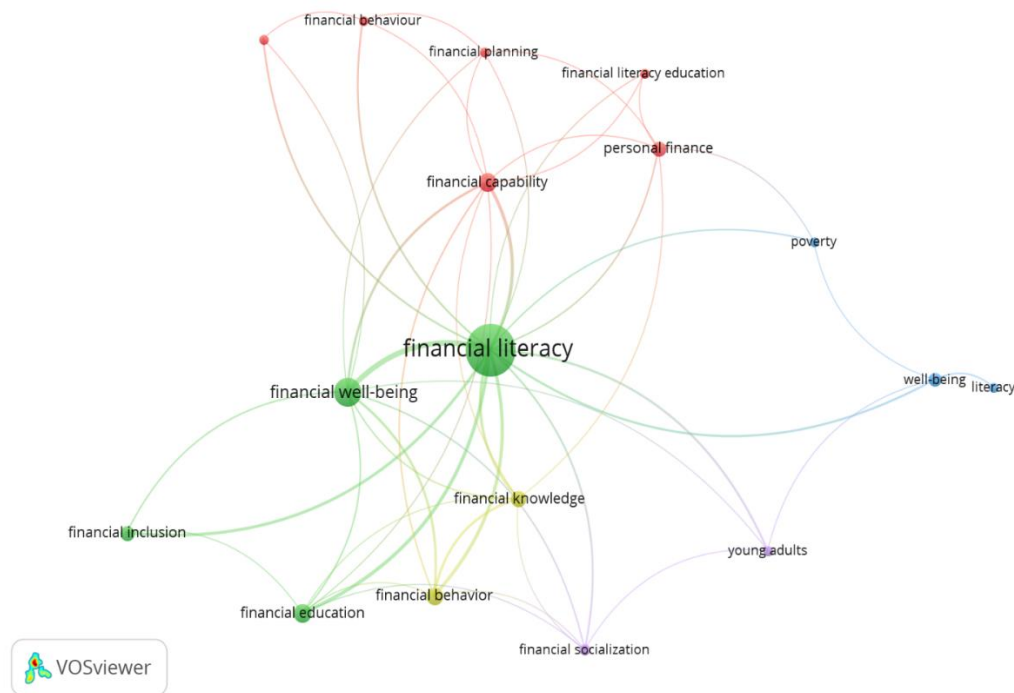 financial behaviour
financial planning
financial literacy education
personal finance
financial capability
poverty
financial literacy
well-being
literacy
financial well-being
financial knowledge
financial inclusion
young adults
financial behavior
financial education
financial socialization
VOSviewer